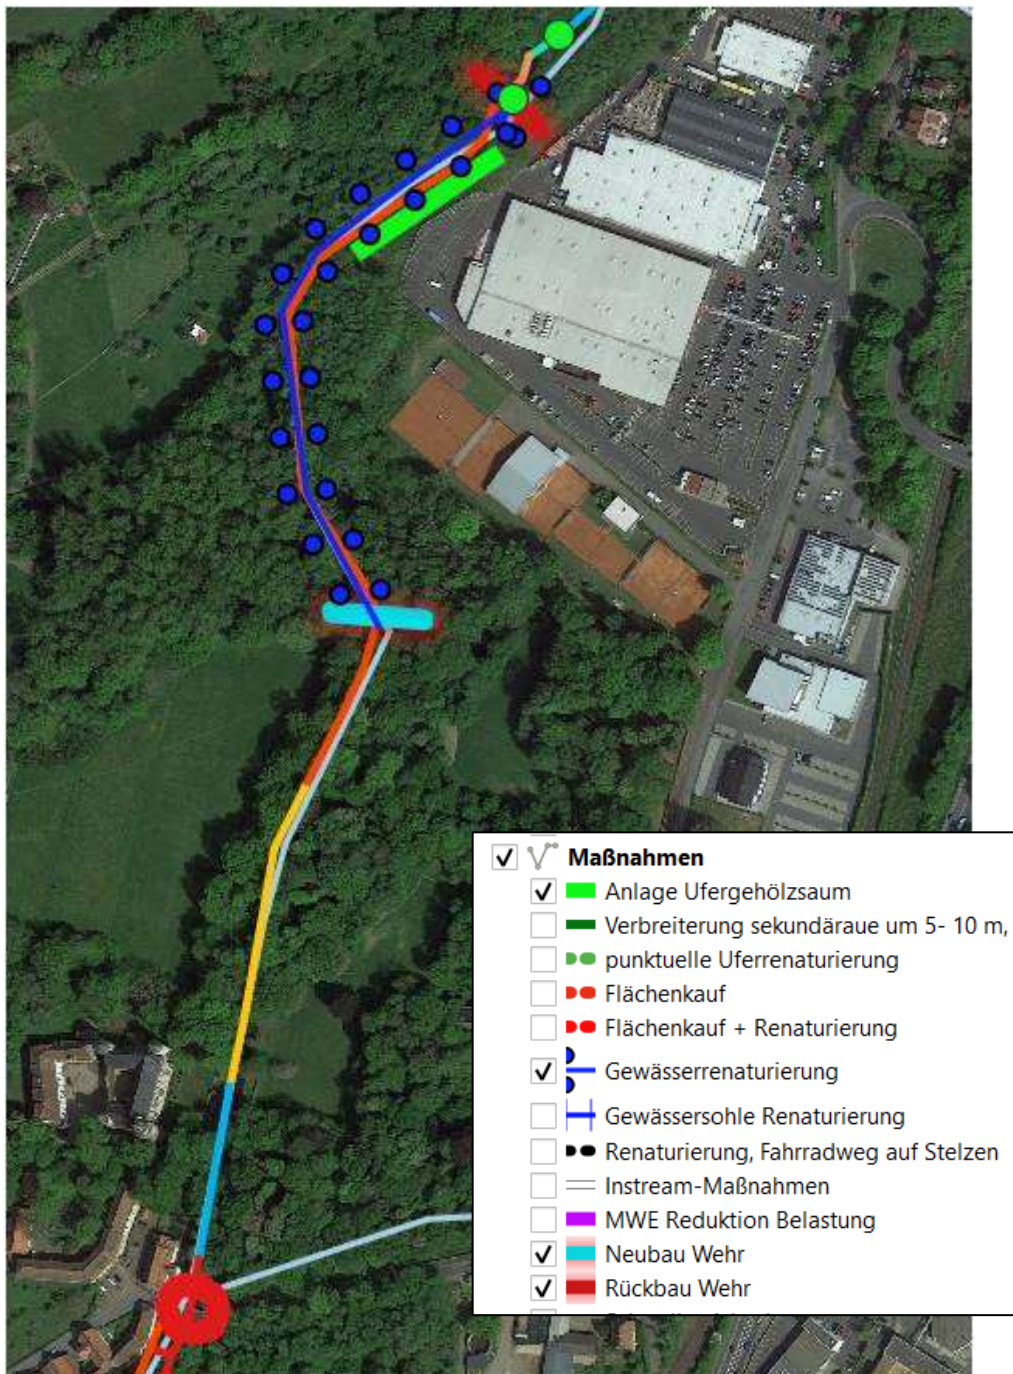 Maßnahmen
Anlage Ufergehölzsaum
Verbreiterung sekundäraue um 5- 10 m,
punktuelle Uferrenaturierung
Flächenkauf
Flächenkauf + Renaturierung
Gewässerrenaturierung
Gewässersohle Renaturierung
Renaturierung, Fahrradweg auf Stelzen
Instream-Maßnahmen
MWE Reduktion Belastung
Neubau Wehr
Rückbau Wehr